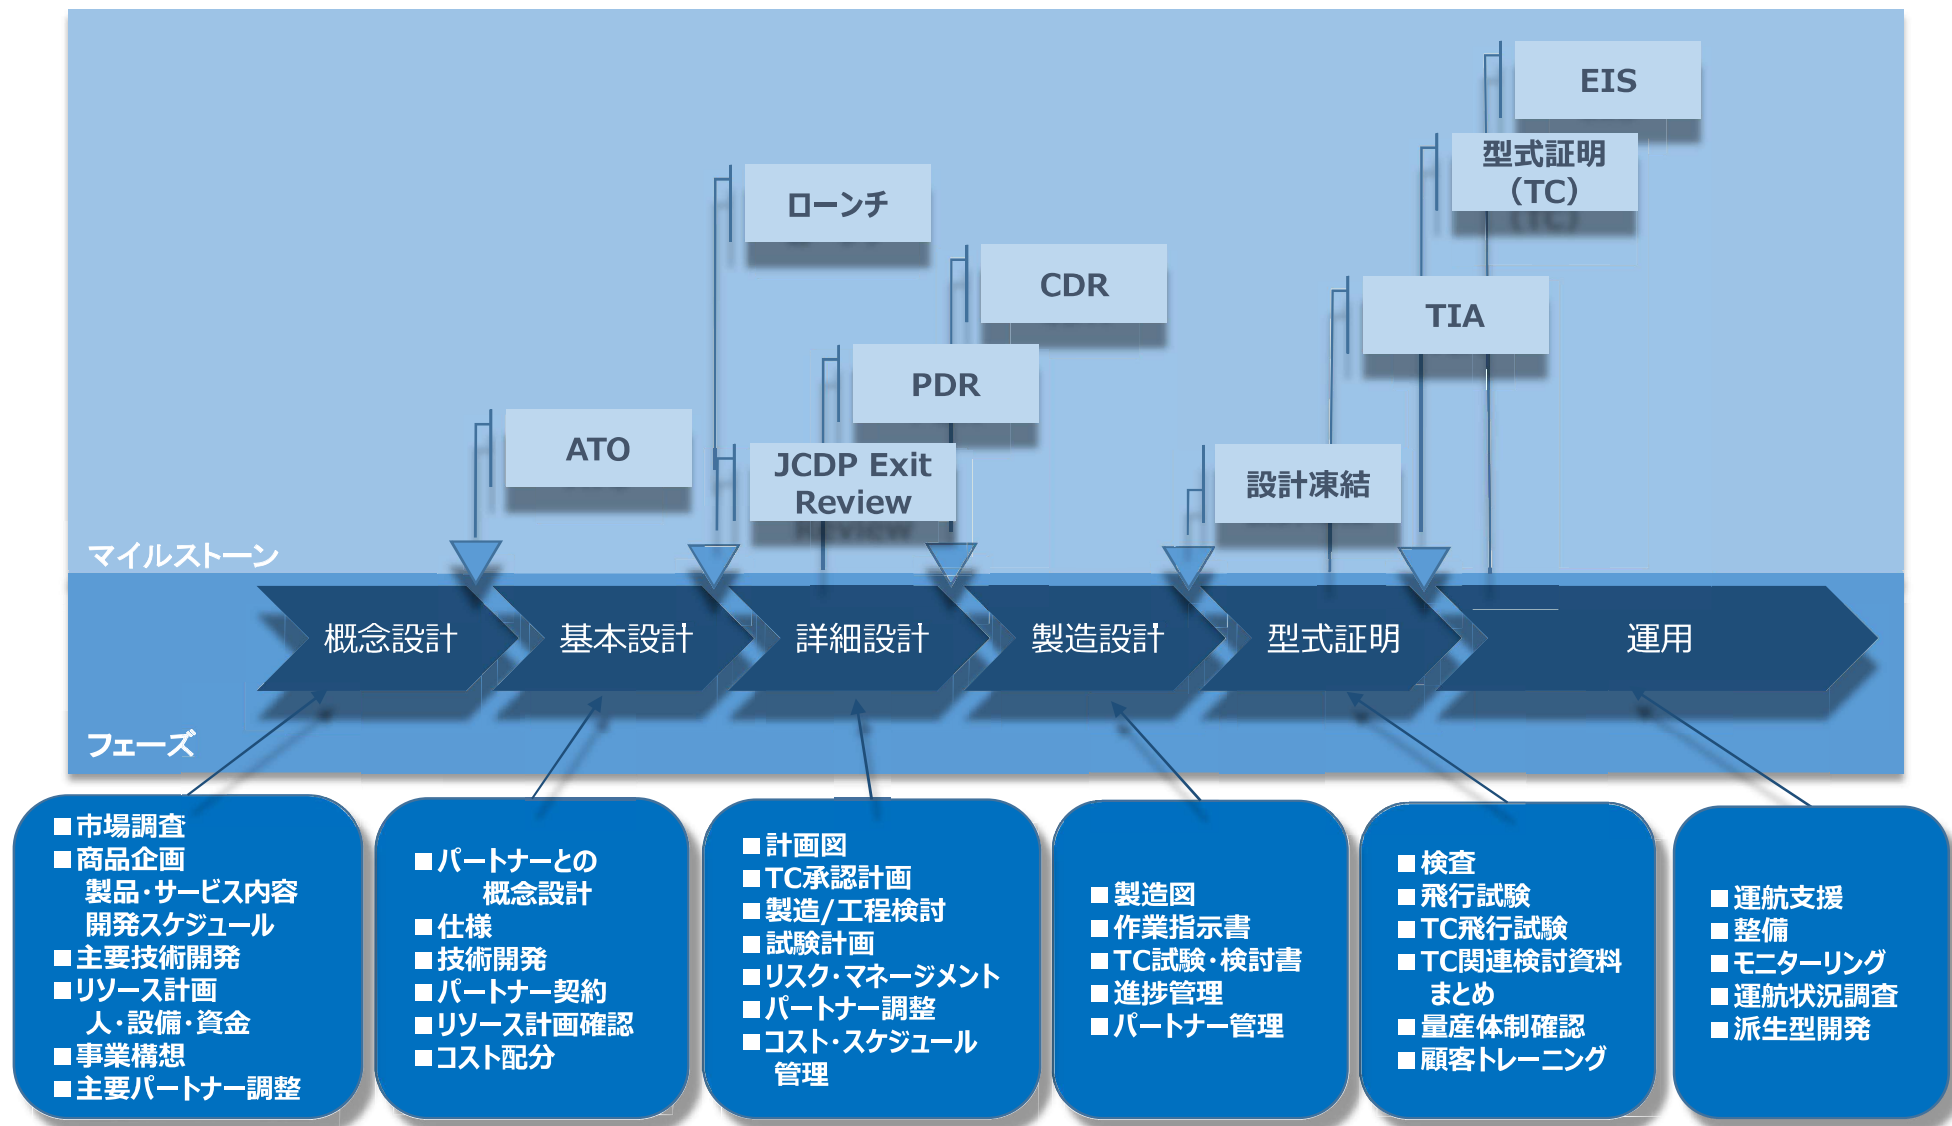 EIS
型式証明
（TC）
ローンチ
CDR
TIA
PDR
ATO
JCDP Exit
Review
設計凍結
マイルストーン
概念設計
基本設計
詳細設計
製造設計
型式証明
運用
フェーズ
■市場調査
■商品企画
製品・サービス内容
開発スケジュール
■主要技術開発
■リソース計画
人・設備・資金
■事業構想
■主要パートナー調整
■パートナーとの
概念設計
■仕様
■技術開発
■パートナー契約
■リソース計画確認
■コスト配分
■計画図
■TC承認計画
■製造/工程検討
■試験計画
■リスク・マネージメント
■パートナー調整
■コスト・スケジュール
管理
■製造図
■作業指示書
■TC試験・検討書
■進捗管理
■パートナー管理
■検査
■飛行試験
■TC飛行試験
■TC関連検討資料
まとめ
■量産体制確認
■顧客トレーニング
■運航支援
■整備
■モニターリング
■運航状況調査
■派生型開発